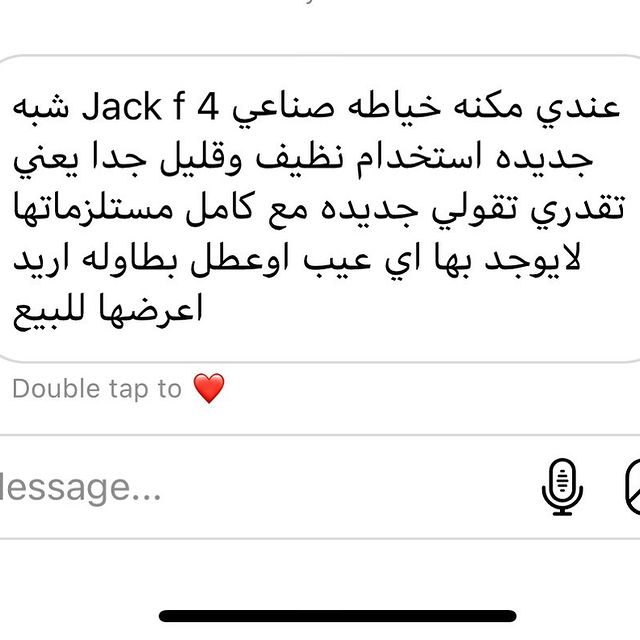 عندي مكنه خياطه صناعي Jack f 4 شبه
جديده استخدام نظيف وقليل جدا يعني
تقدري تقولي جديده مع كامل مستلزماتها
لايوجد بها اي عيب اوعطل بطاوله اريد
اعرضها للبيع
Double tap to ❤️
essage...